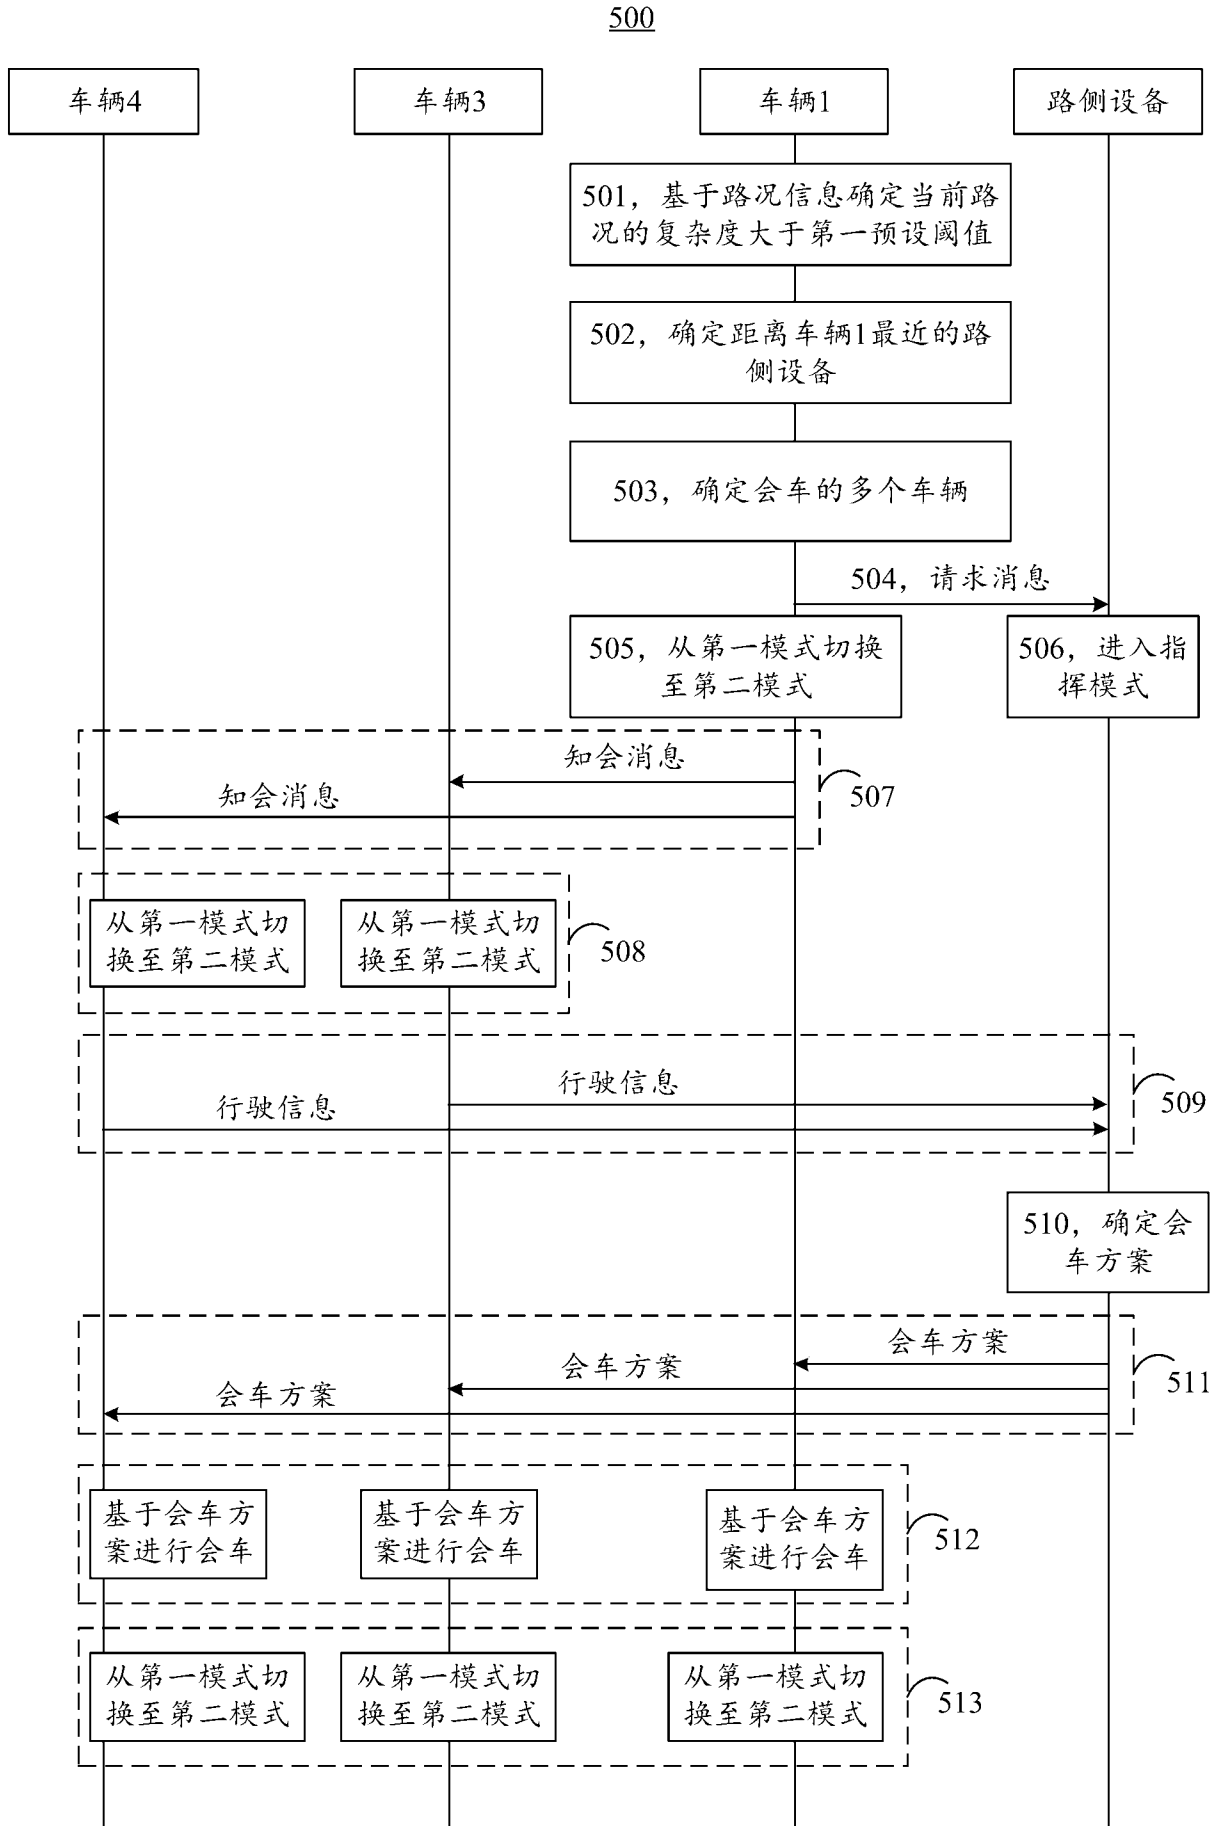 500
车辆4
车辆3
车辆1
路侧设备
501，基于路况信息确定当前路
况的复杂度大于第一预设阈值
502，确定距离车辆1最近的路
侧设备
503，确定会车的多个车辆
504，请求消息
505，从第一模式切换
至第二模式
506，进入指
挥模式
知会消息
知会消息
507
从第一模式切
换至第二模式
从第一模式切
换至第二模式
508
行驶信息
行驶信息
509
510，确定会
车方案
会车方案
会车方案
会车方案
511
基于会车方
案进行会车
基于会车方
案进行会车
基于会车方
案进行会车
512
从第一模式切
换至第二模式
从第一模式切
换至第二模式
从第一模式切
换至第二模式
513